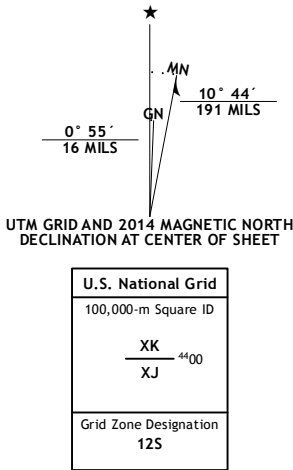 ★
MN
GN
10° 44´
191 MILS
0° 55´
16 MILS
UTM GRID AND 2014 MAGNETIC NORTH
DECLINATION AT CENTER OF SHEET
U.S. National Grid
100,000-m Square ID
XK
⁴⁴00
XJ
Grid Zone Designation
12S